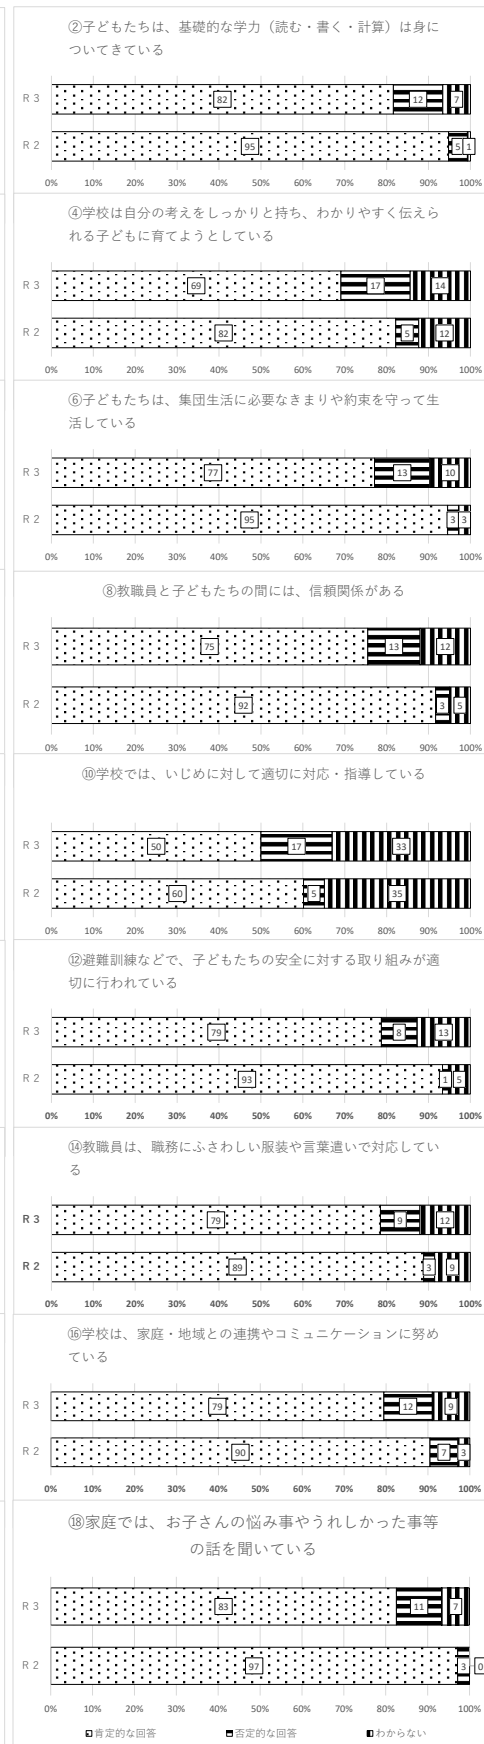 ②子どもたちは、基礎的な学力（読む・書く・計算）は身に
ついてきている
R 3 82 12 7
R 2 95 5 1
0% 10% 20% 30% 40% 50% 60% 70% 80% 90% 100%
④学校は自分の考えをしっかりと持ち、わかりやすく伝えら
れる子どもに育てようとしている
R 3 69 17 14
R 2 82 5 12
0% 10% 20% 30% 40% 50% 60% 70% 80% 90% 100%
⑥子どもたちは、集団生活に必要なきまりや約束を守って生
活している
R 3 77 13 10
R 2 95 3 3
0% 10% 20% 30% 40% 50% 60% 70% 80% 90% 100%
⑧教職員と子どもたちの間には、信頼関係がある
R 3 75 13 12
R 2 92 3 5
0% 10% 20% 30% 40% 50% 60% 70% 80% 90% 100%
⑩学校では、いじめに対して適切に対応・指導している
R 3 50 17 33
R 2 60 5 35
0% 10% 20% 30% 40% 50% 60% 70% 80% 90% 100%
⑫避難訓練などで、子どもたちの安全に対する取り組みが適
切に行われている
R 3 79 8 13
R 2 93 1 5
0% 10% 20% 30% 40% 50% 60% 70% 80% 90% 100%
⑭教職員は、職務にふさわしい服装や言葉遣いで対応してい
る
R 3 79 9 12
R 2 89 3 9
0% 10% 20% 30% 40% 50% 60% 70% 80% 90% 100%
⑯学校は、家庭・地域との連携やコミュニケーションに努め
ている
R 3 79 12 9
R 2 90 7 3
0% 10% 20% 30% 40% 50% 60% 70% 80% 90% 100%
⑱家庭では、お子さんの悩み事やうれしかった事等
の話を聞いている
R 3 83 11 7
R 2 97 3 0
0% 10% 20% 30% 40% 50% 60% 70% 80% 90% 100%
肯定的な回答 否定的な回答 わからない